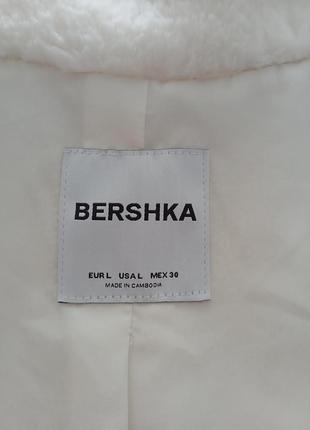 BERSHKA
EUR L USA L MEX 30
MADE IN CAMBODIA